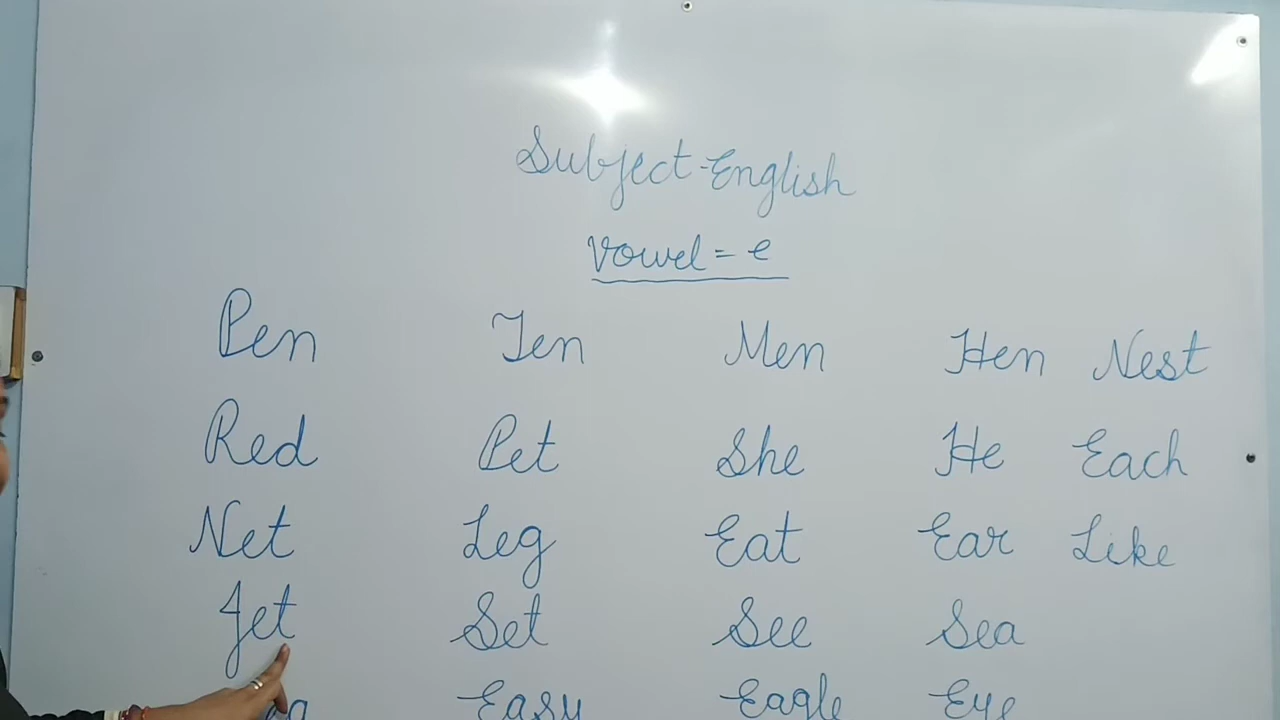 Subject-English
Vowel = e
Pen Ten Men Hen Nest
Red Pet She He Each
Net Leg Eat Ear Like
Jet Set See Sea
Easy Eagle Eye